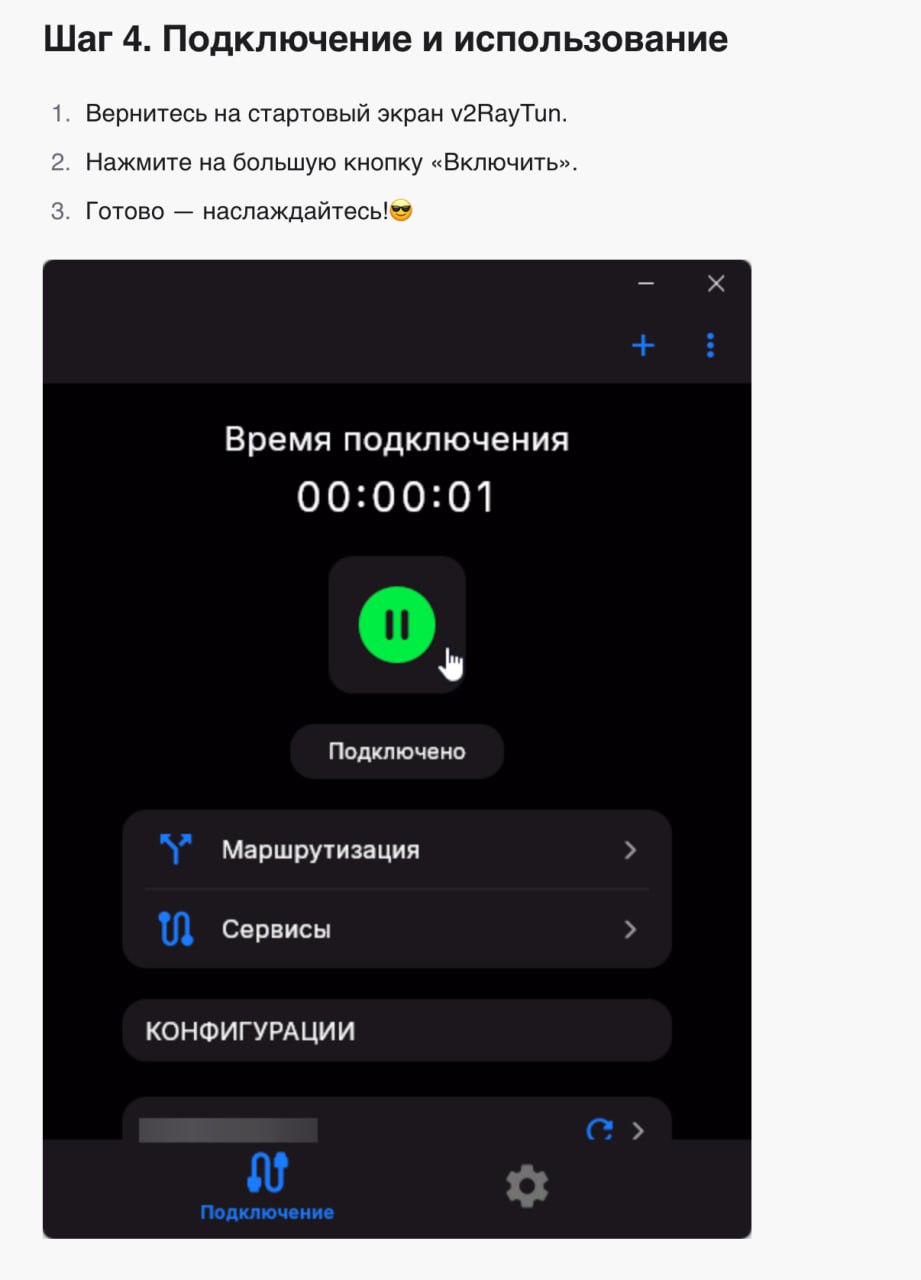 Шаг 4. Подключение и использование
1. Вернитесь на стартовый экран v2RayTun.
2. Нажмите на большую кнопку «Включить».
3. Готово — наслаждайтесь!😎
Время подключения
00:00:01
Подключено
Маршрутизация
Сервисы
КОНФИГУРАЦИИ
Подключение